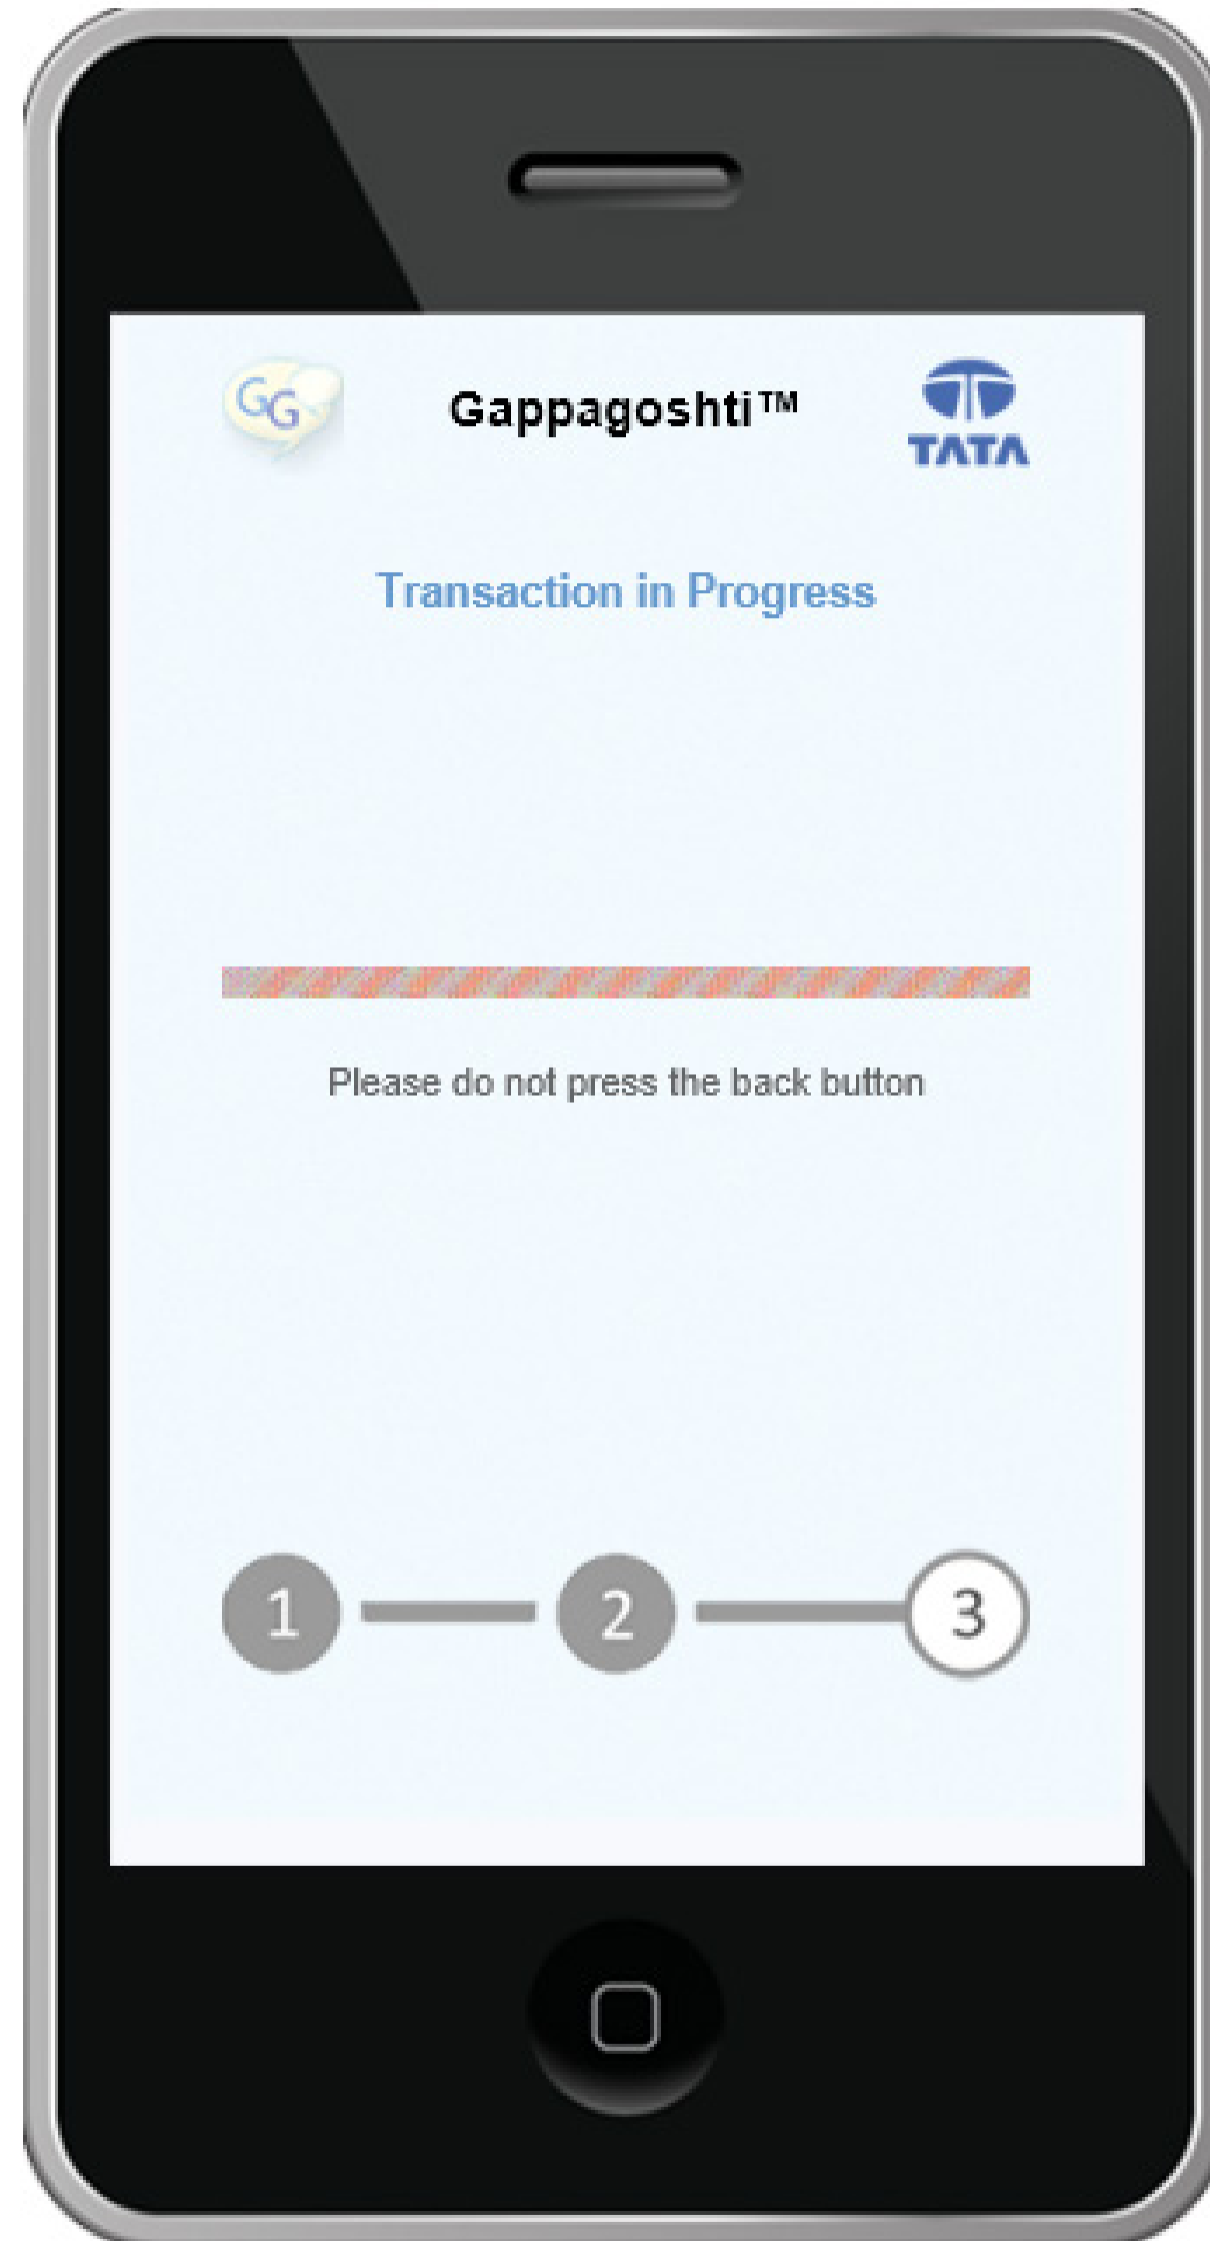 GG Gappagoshti™ TATA
Transaction in Progress
Please do not press the back button
1 2 3